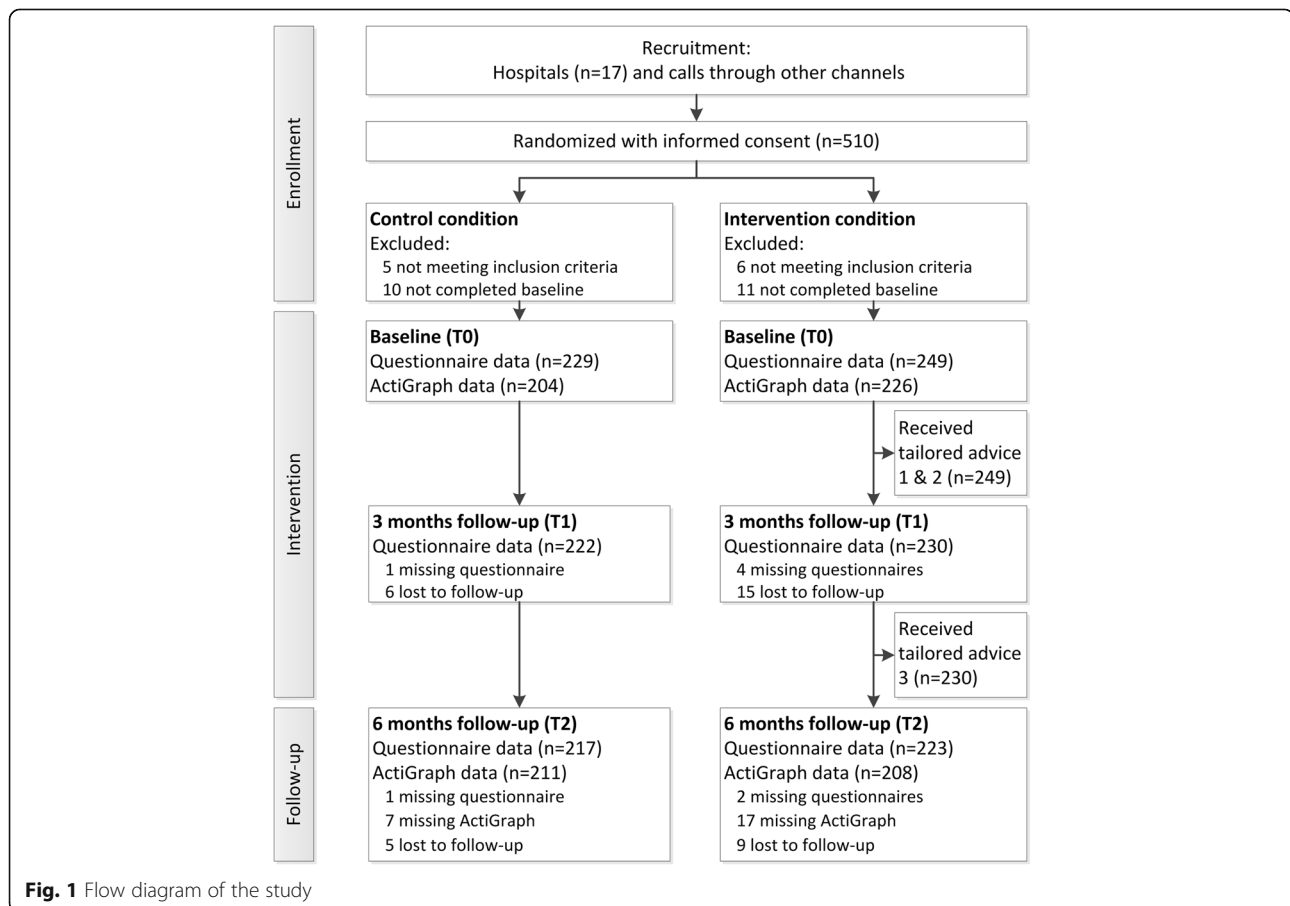 Enrollment
Recruitment:
Hospitals (n=17) and calls through other channels
Randomized with informed consent (n=510)
Control condition
Excluded:
5 not meeting inclusion criteria
10 not completed baseline
Intervention condition
Excluded:
6 not meeting inclusion criteria
11 not completed baseline
Intervention
Baseline (T0)
Questionnaire data (n=229)
ActiGraph data (n=204)
Baseline (T0)
Questionnaire data (n=249)
ActiGraph data (n=226)
Received
tailored advice
1 & 2 (n=249)
3 months follow-up (T1)
Questionnaire data (n=222)
1 missing questionnaire
6 lost to follow-up
3 months follow-up (T1)
Questionnaire data (n=230)
4 missing questionnaires
15 lost to follow-up
Received
tailored advice
3 (n=230)
Follow-up
6 months follow-up (T2)
Questionnaire data (n=217)
ActiGraph data (n=211)
1 missing questionnaire
7 missing ActiGraph
5 lost to follow-up
6 months follow-up (T2)
Questionnaire data (n=223)
ActiGraph data (n=208)
2 missing questionnaires
17 missing ActiGraph
9 lost to follow-up
Fig. 1 Flow diagram of the study